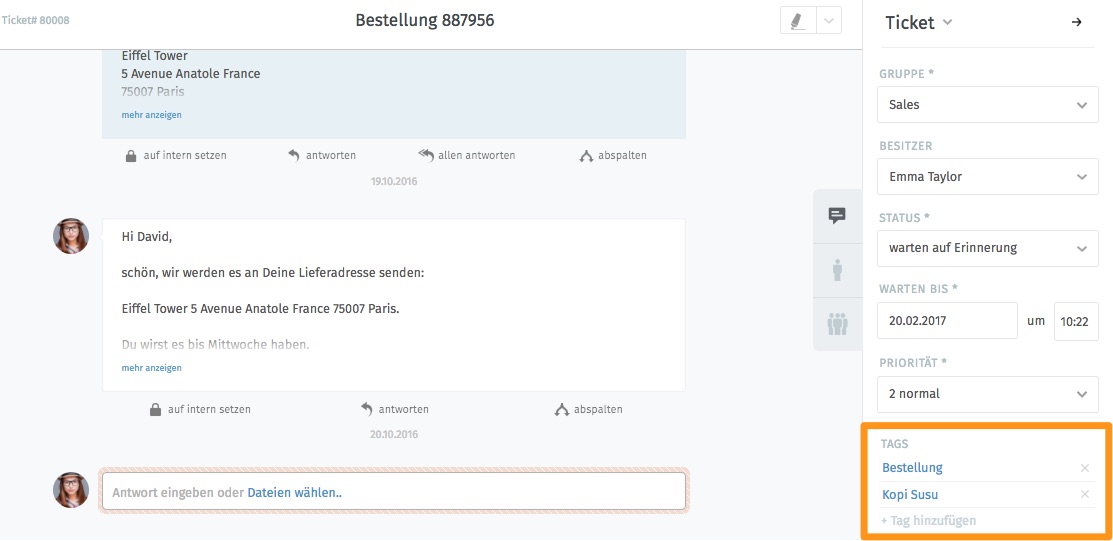 Ticket# 80008
Bestellung 887956
Eiffel Tower
5 Avenue Anatole France
75007 Paris
mehr anzeigen
auf intern setzen
antworten
allen antworten
abspalten
19.10.2016
Hi David,
schön, wir werden es an Deine Lieferadresse senden:
Eiffel Tower 5 Avenue Anatole France 75007 Paris.
Du wirst es bis Mittwoche haben.
mehr anzeigen
auf intern setzen
antworten
abspalten
20.10.2016
Antwort eingeben oder Dateien wählen..
Ticket
GRUPPE *
Sales
BESITZER
Emma Taylor
STATUS *
warten auf Erinnerung
WARTEN BIS *
20.02.2017 um 10:22
PRIORITÄT *
2 normal
TAGS
Bestellung
Kopi Susu
+ Tag hinzufügen